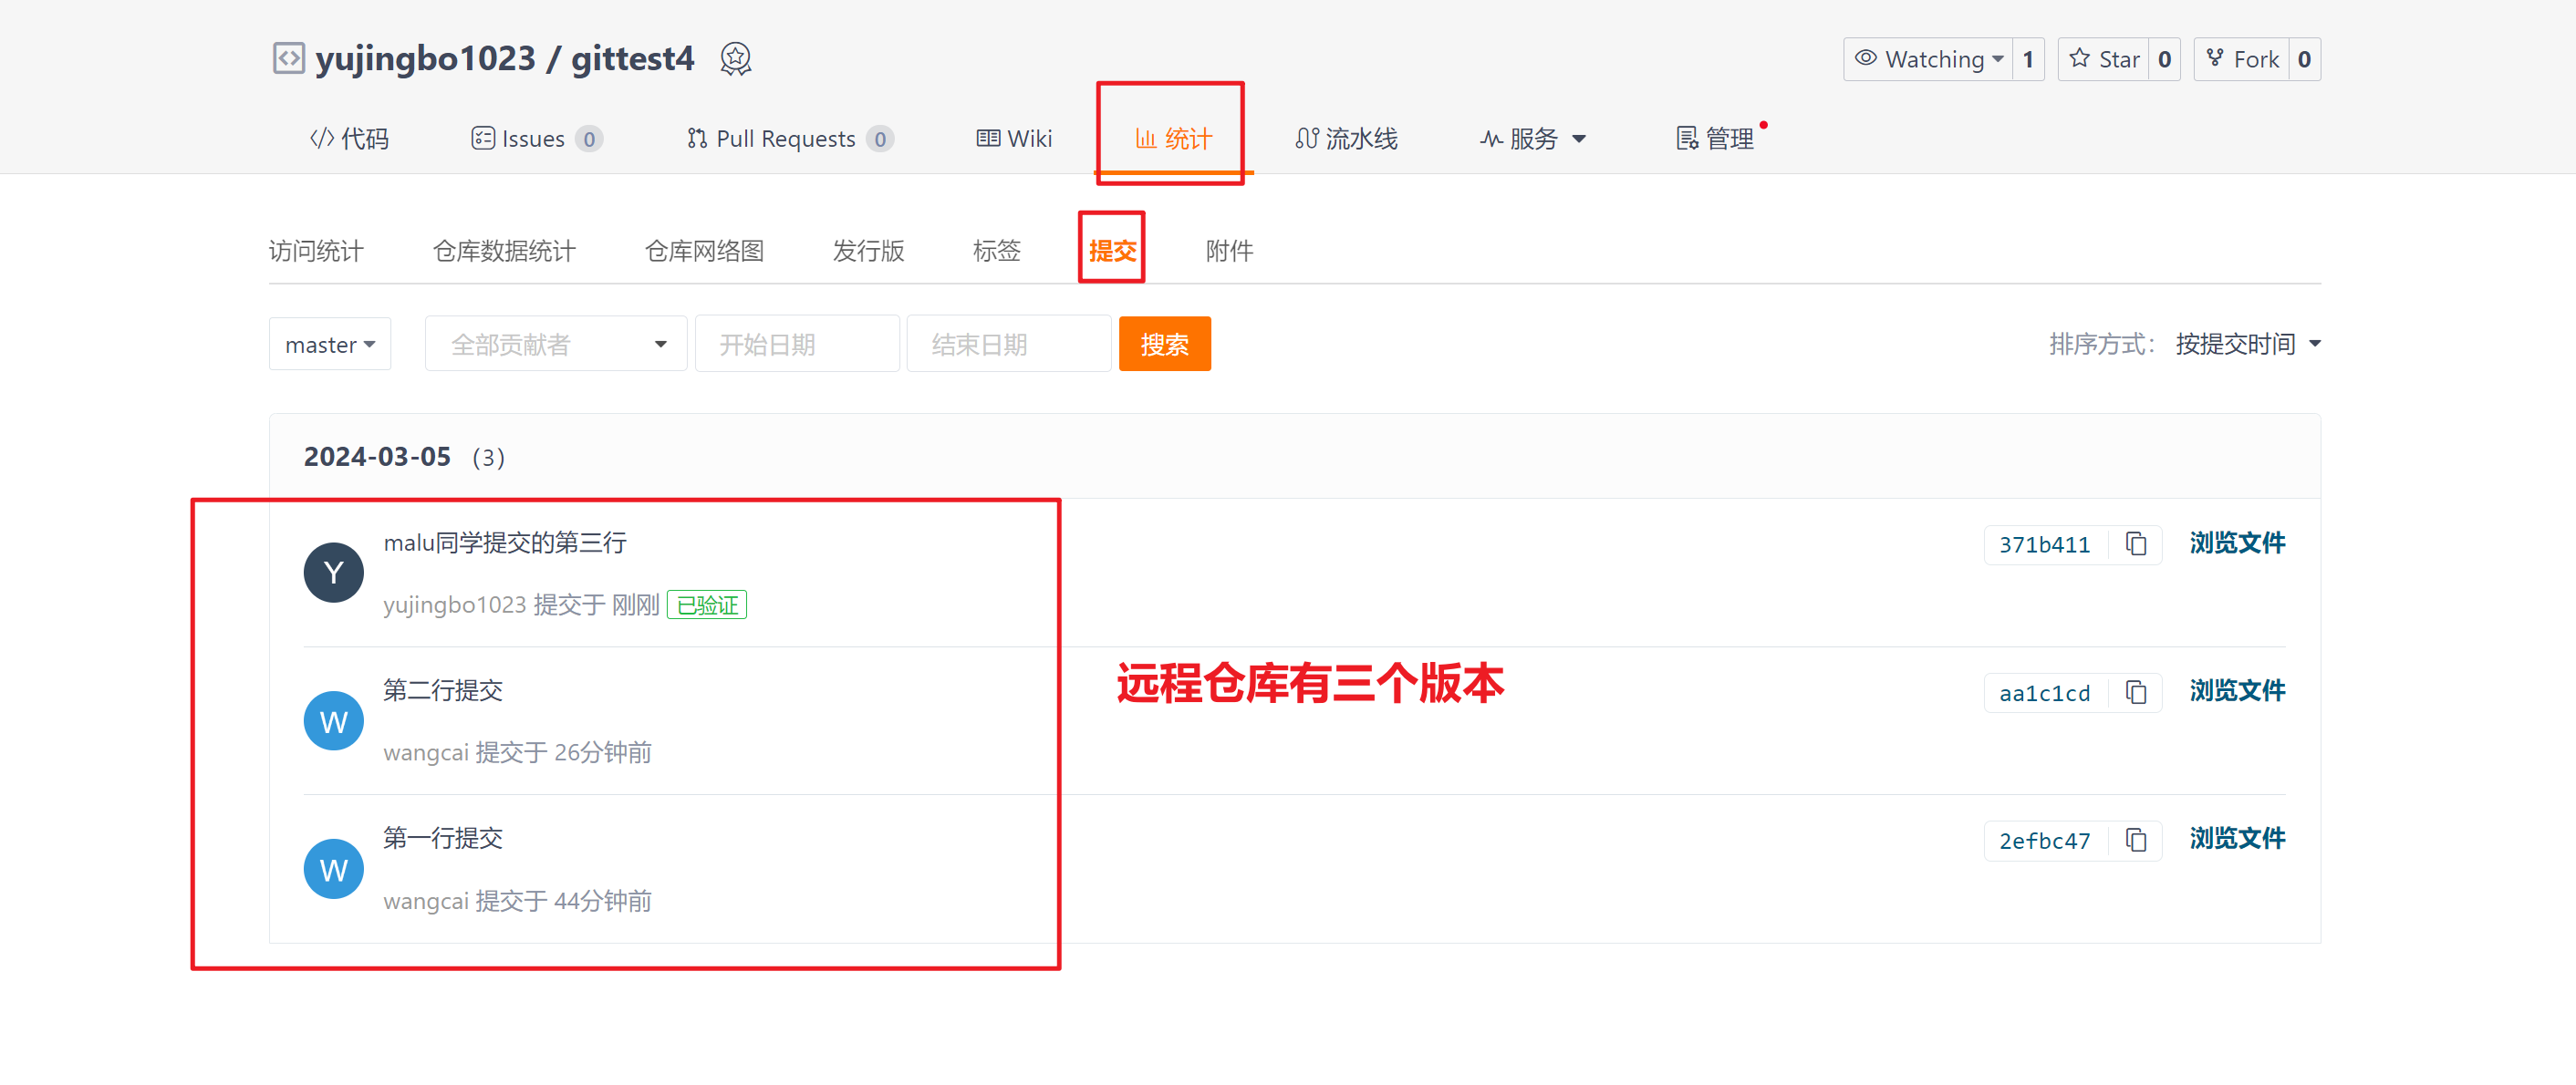 yujingbo1023 / gittest4
Watching 1 Star 0 Fork 0
代码 Issues 0 Pull Requests 0 Wiki 统计 流水线 服务 管理
访问统计 仓库数据统计 仓库网络图 发行版 标签 提交 附件
master 全部贡献者 开始日期 结束日期 搜索 排序方式： 按提交时间
2024-03-05 (3)
malu同学提交的第三行 371b411 浏览文件
Y
yujingbo1023 提交于 刚刚 已验证
远程仓库有三个版本
第二行提交 aa1c1cd 浏览文件
W
wangcai 提交于 26分钟前
第一行提交 2efbc47 浏览文件
W
wangcai 提交于 44分钟前